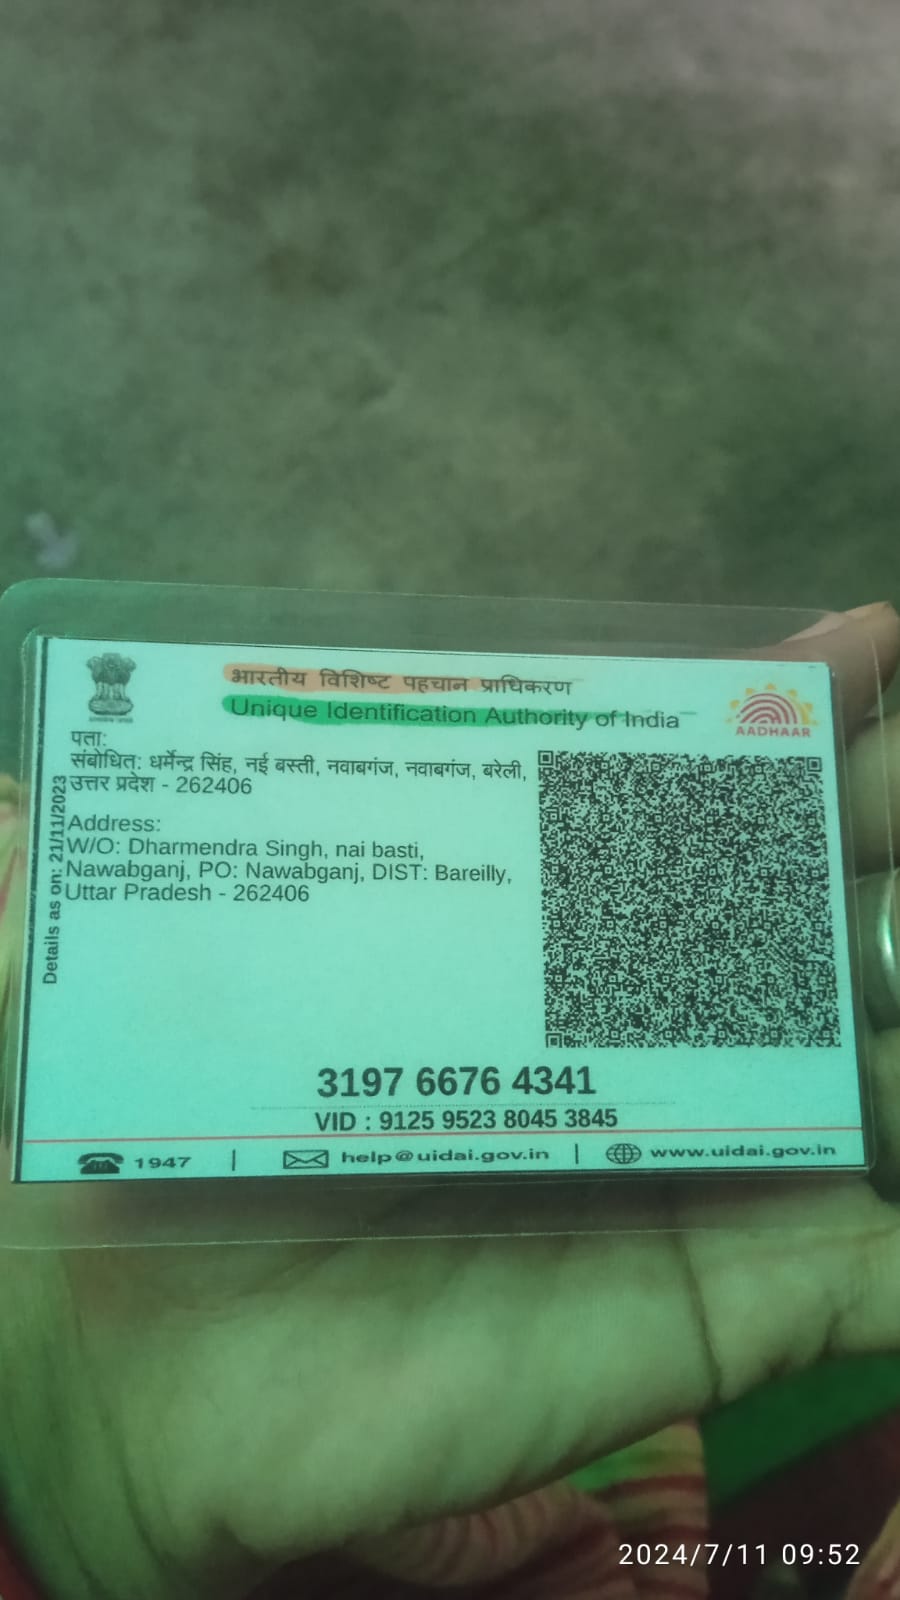 भारतीय विशिष्ट पहचान प्राधिकरण
Unique Identification Authority of India
AADHAAR
पता:
संबोधित: धर्मेन्द्र सिंह, नई बस्ती, नवाबगंज, नवाबगंज, बरेली,
उत्तर प्रदेश - 262406
Address:
W/O: Dharmendra Singh, nai basti,
Nawabganj, PO: Nawabganj, DIST: Bareilly,
Uttar Pradesh - 262406
Details as on: 21/11/2023
3197 6676 4341
VID : 9125 9523 8045 3845
1947 | help@uidai.gov.in | www.uidai.gov.in
2024/7/11 09:52